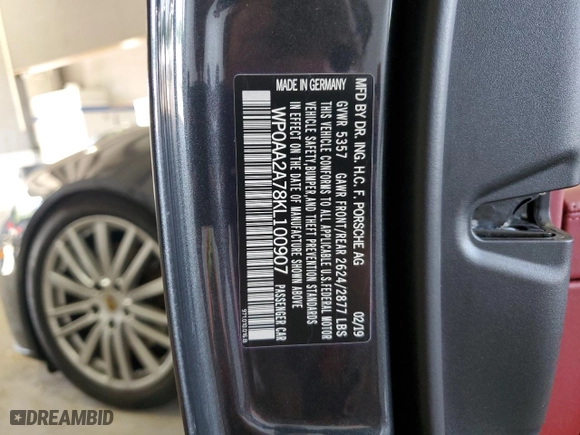 MFD BY DR. ING. H.C. F. PORSCHE AG
02/19
GVWR 5357 GAWR FRONT/REAR 2624/2877 LBS
THIS VEHICLE CONFORMS TO ALL APPLICABLE U.S.FEDERAL MOTOR
VEHICLE SAFETY,BUMPER,AND THEFT PREVENTION STANDARDS
IN EFFECT ON THE DATE OF MANUFACTURE SHOWN ABOVE
WP0AA2A78KL100907
PASSENGER CAR
MADE IN GERMANY
DREAMBID